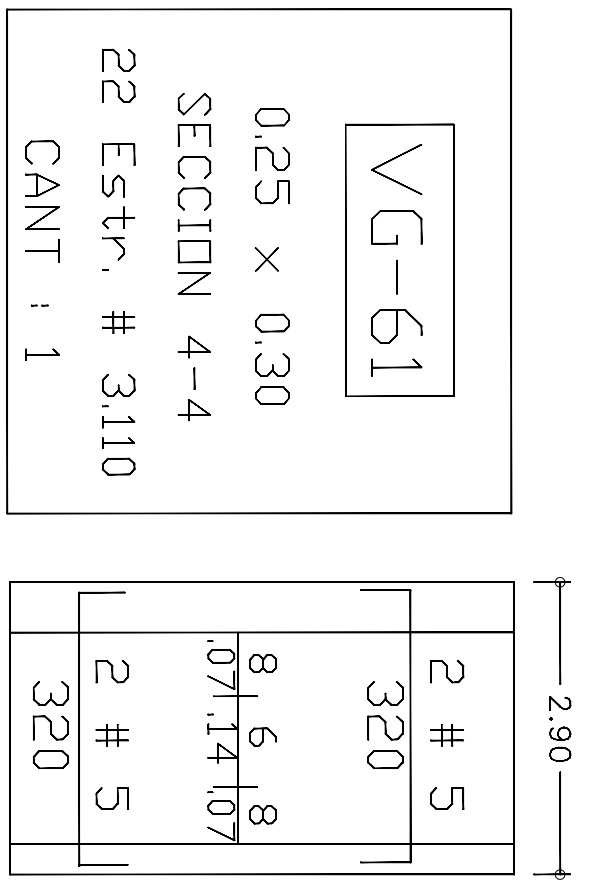 VG-61
0.25 x 0.30
SECCION 4-4
22 Estr. # 3.110
CANT : 1
2.90
2 # 5
320
8 6 8
.07 .14 .07
2 # 5
320